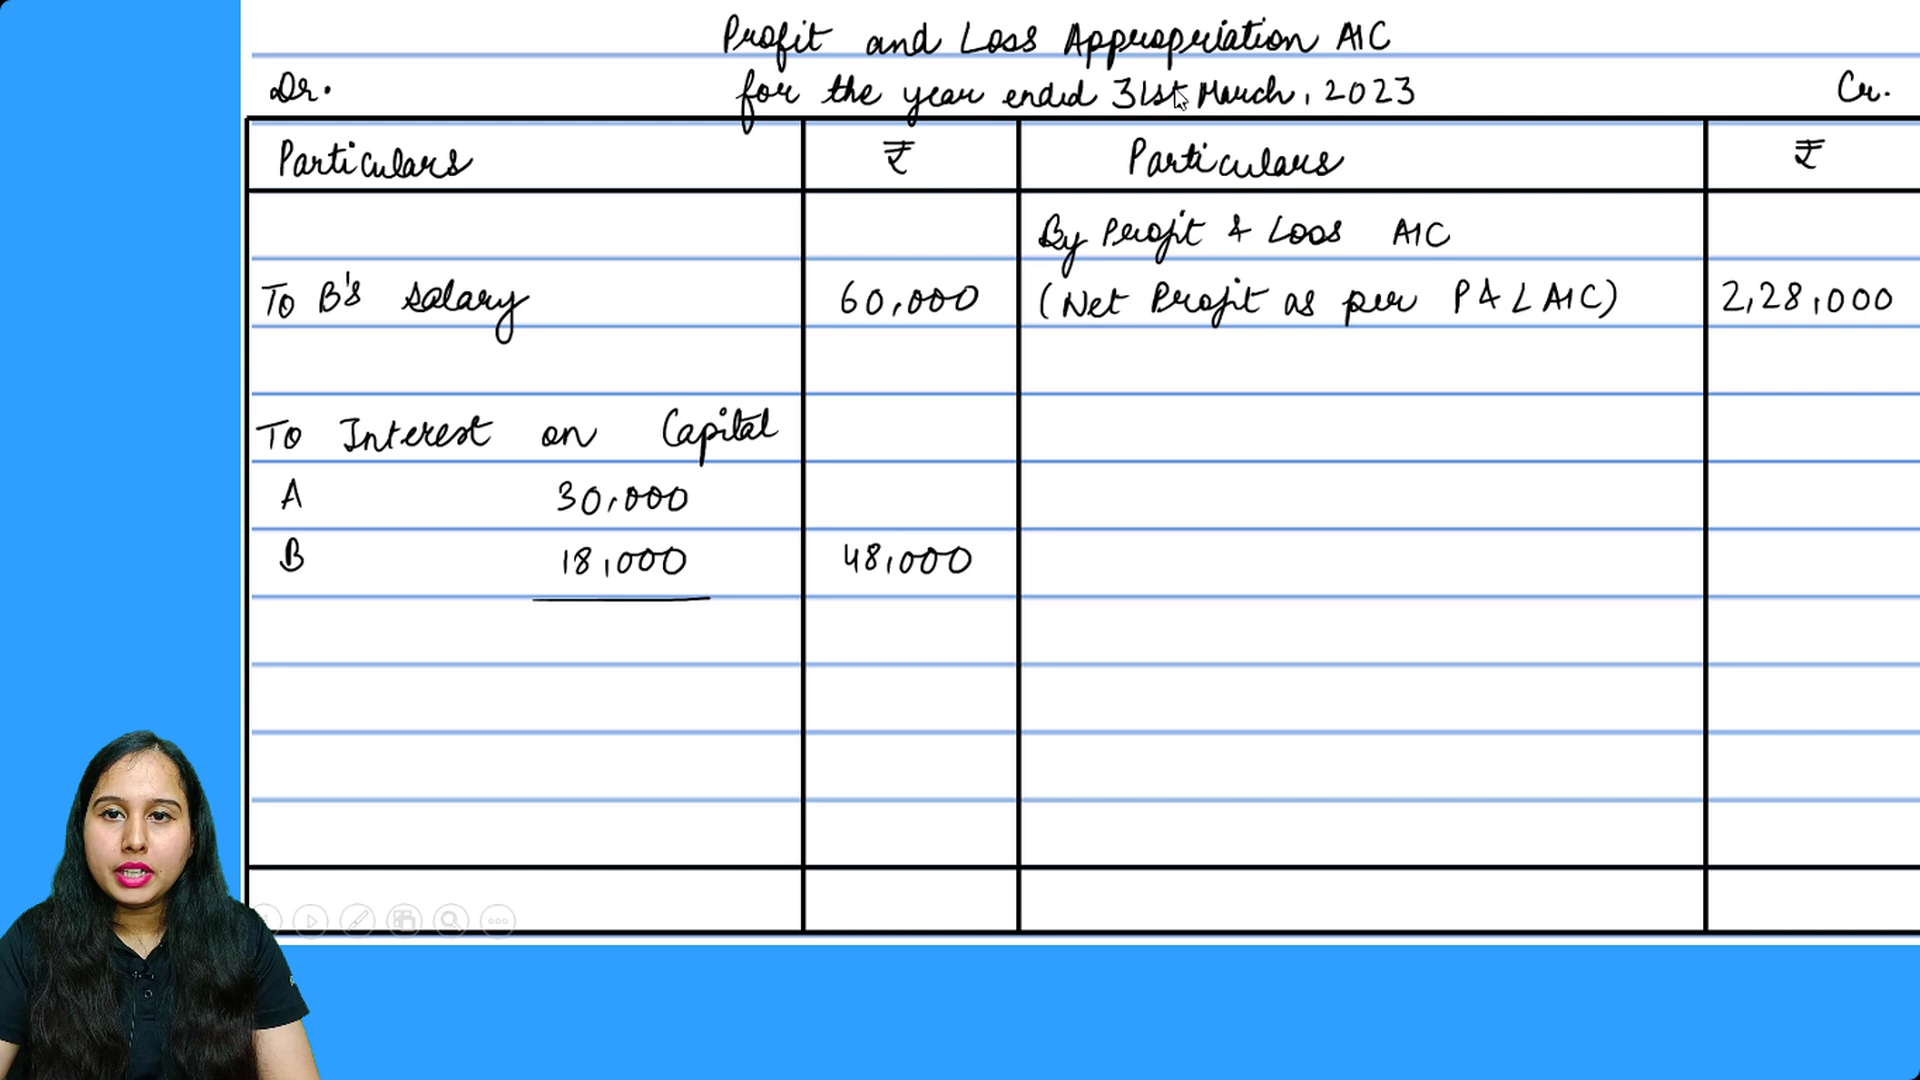 Profit and Loss Appropriation A/C
Dr. for the year ended 31st March, 2023 Cr.
Particulars ₹ Particulars ₹
By Profit & Loss A/C
To B's Salary 60,000 (Net Profit as per P & L A/C) 2,28,000
To Interest on Capital
A 30,000
B 18,000 48,000